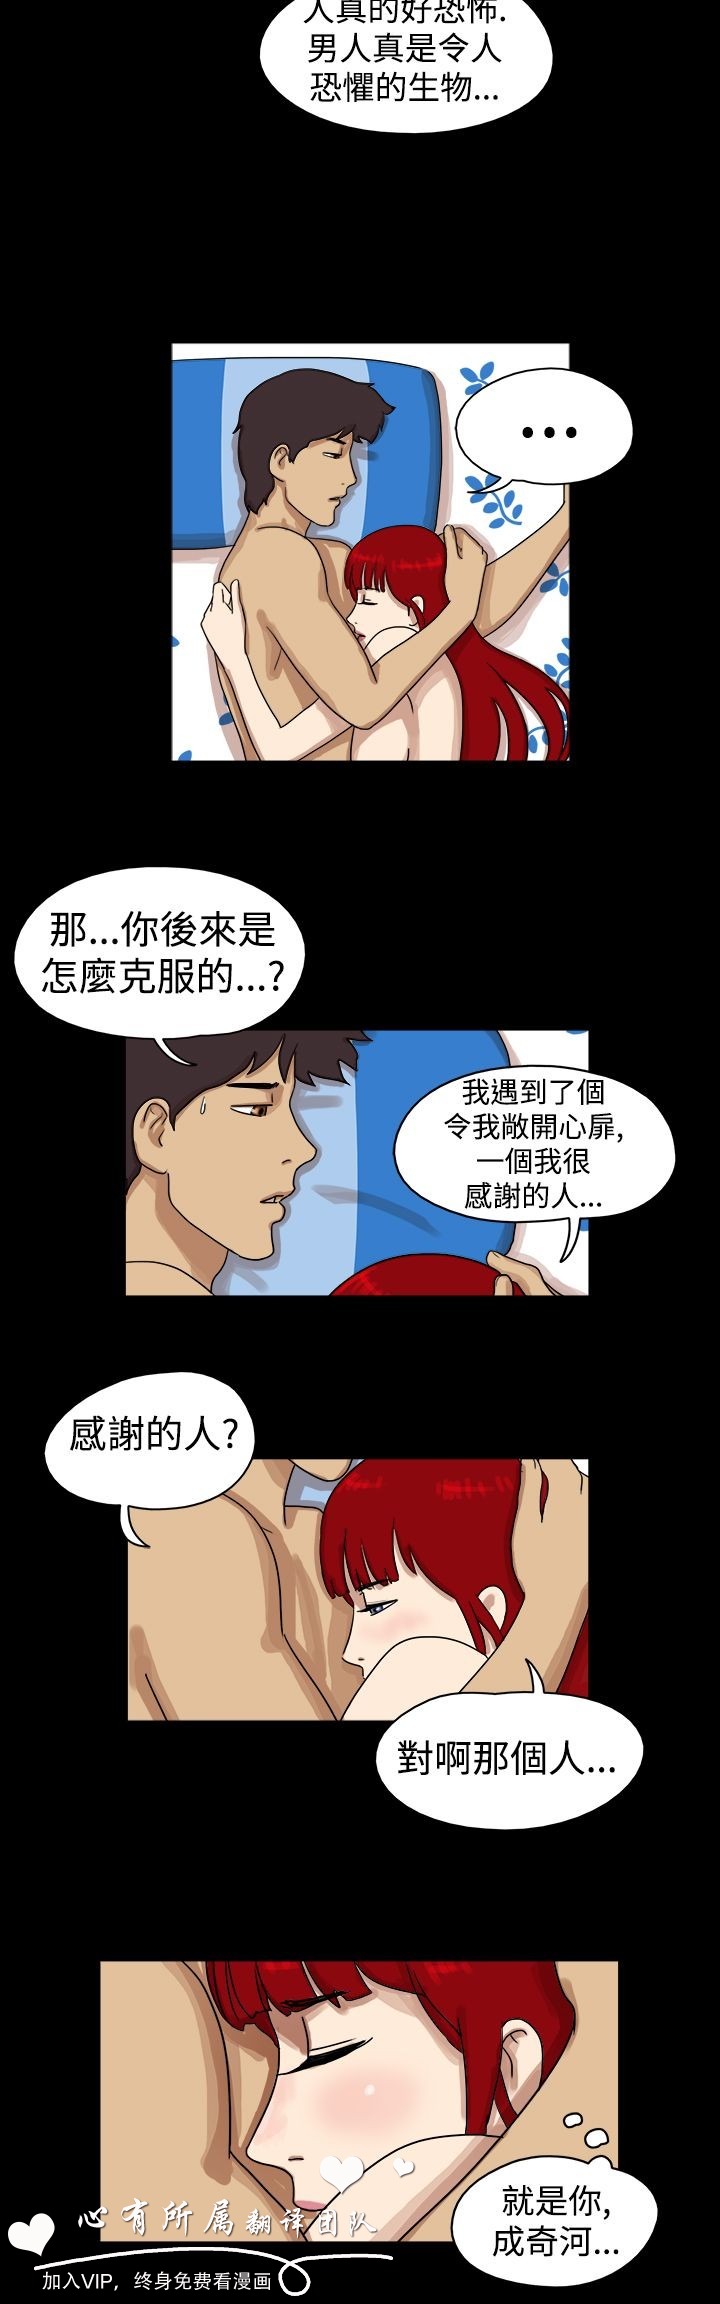 人真的好恐怖.
男人真是令人
恐懼的生物...
...
那...你後來是
怎麼克服的...?
我遇到了個
令我敞開心扉,
一個我很
感謝的人...
感謝的人?
對啊那個人...
就是你,
成奇河...
心有所属翻译团队
加入VIP，终身免费看漫画